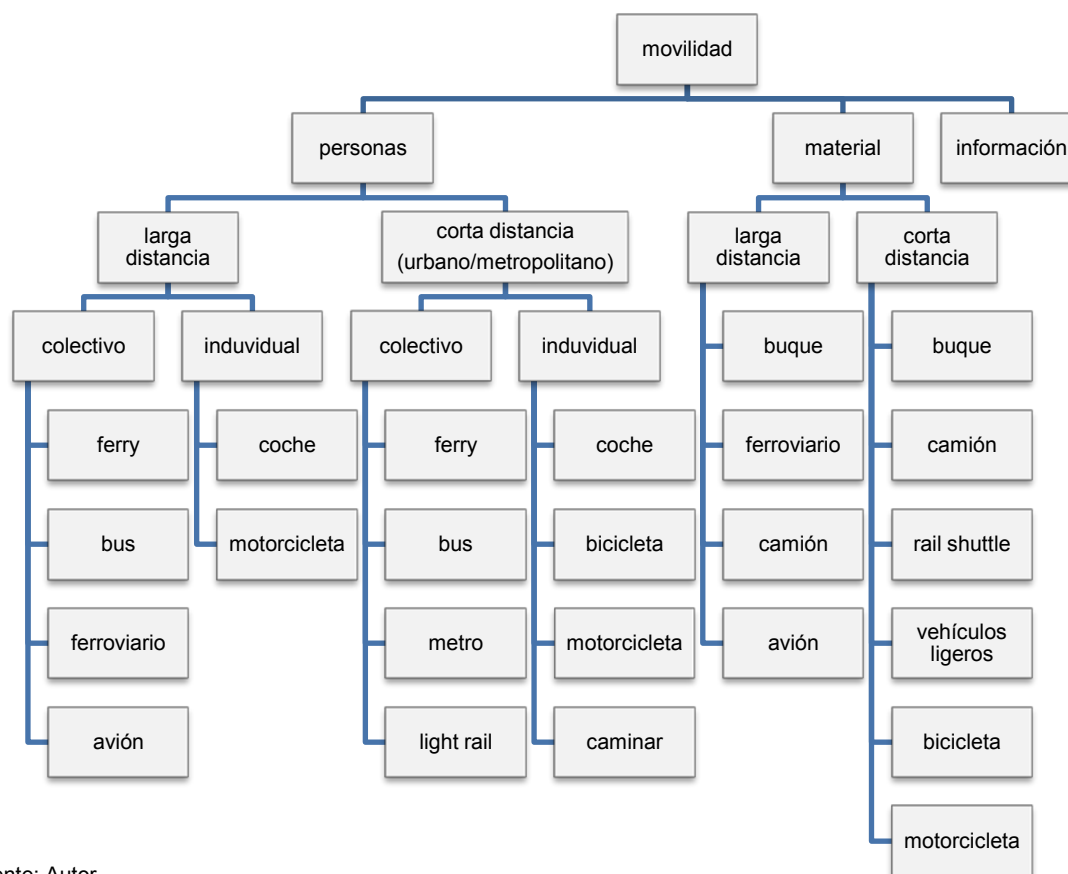 movilidad
personas
material
información
larga
distancia
corta distancia
(urbano/metropolitano)
larga
distancia
corta
distancia
colectivo
induvidual
colectivo
induvidual
buque
buque
ferry
coche
ferry
coche
ferroviario
camión
bus
motorcicleta
bus
bicicleta
camión
rail shuttle
ferroviario
metro
motorcicleta
avión
vehículos
ligeros
avión
light rail
caminar
bicicleta
motorcicleta